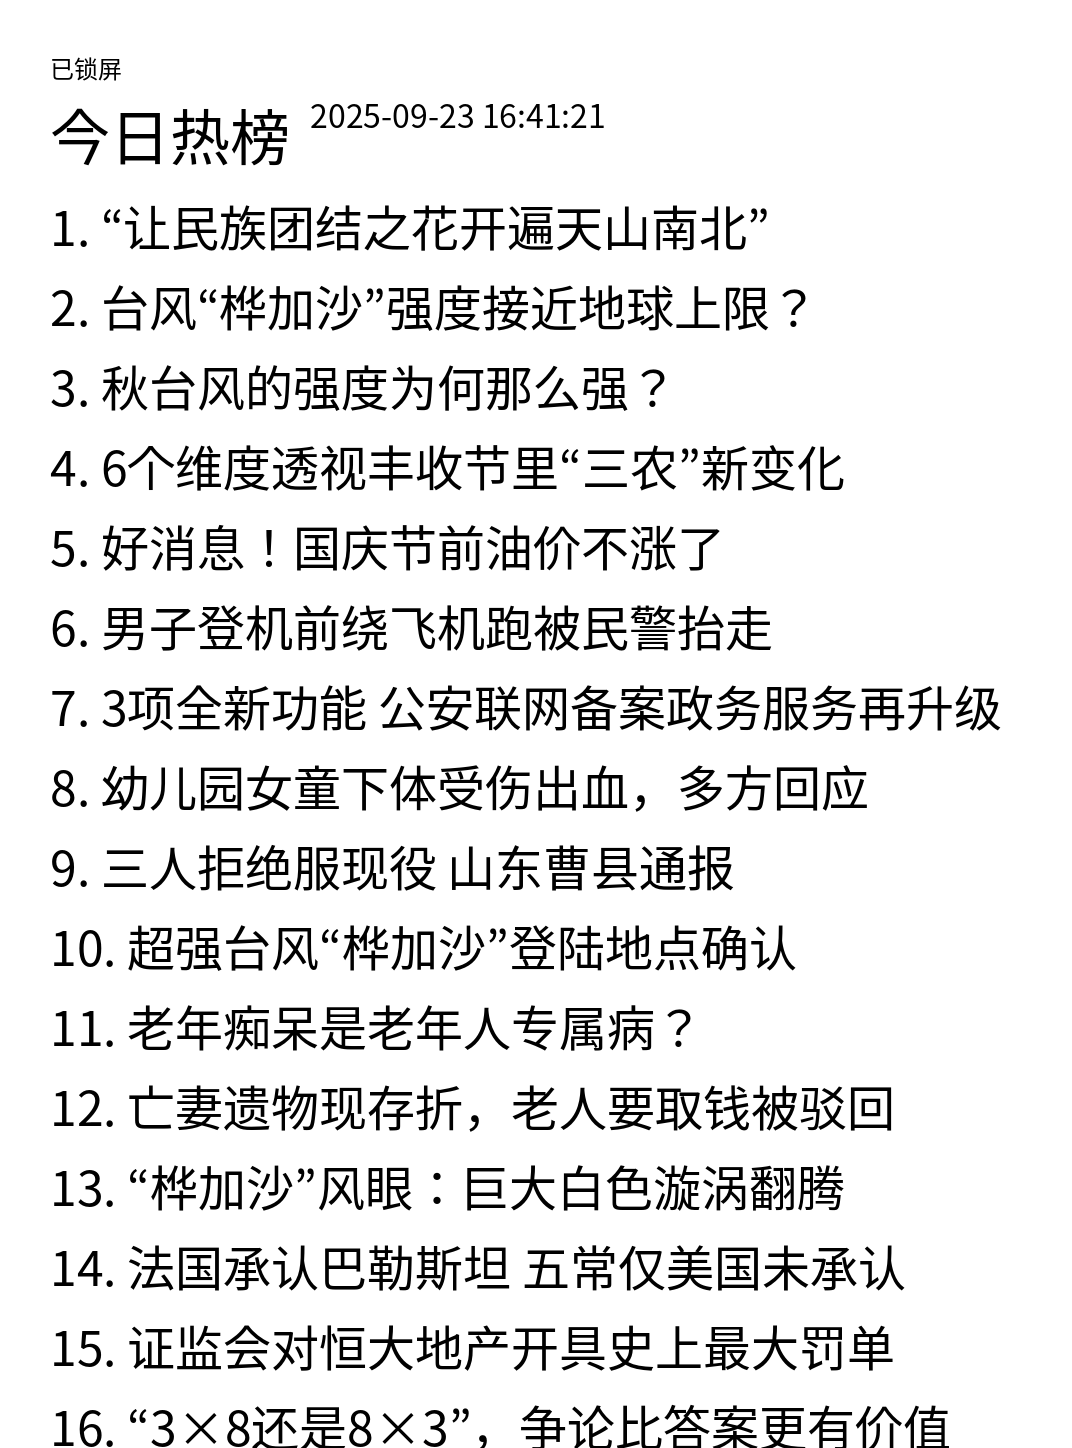 已锁屏
今日热榜 2025-09-23 16:41:21
1. “让民族团结之花开遍天山南北”
2. 台风“桦加沙”强度接近地球上限？
3. 秋台风的强度为何那么强？
4. 6个维度透视丰收节里“三农”新变化
5. 好消息！国庆节前油价不涨了
6. 男子登机前绕飞机跑被民警抬走
7. 3项全新功能 公安联网备案政务服务再升级
8. 幼儿园女童下体受伤出血，多方回应
9. 三人拒绝服现役 山东曹县通报
10. 超强台风“桦加沙”登陆地点确认
11. 老年痴呆是老年人专属病？
12. 亡妻遗物现存折，老人要取钱被驳回
13. “桦加沙”风眼：巨大白色漩涡翻腾
14. 法国承认巴勒斯坦 五常仅美国未承认
15. 证监会对恒大地产开具史上最大罚单
16. “3×8还是8×3”，争论比答案更有价值